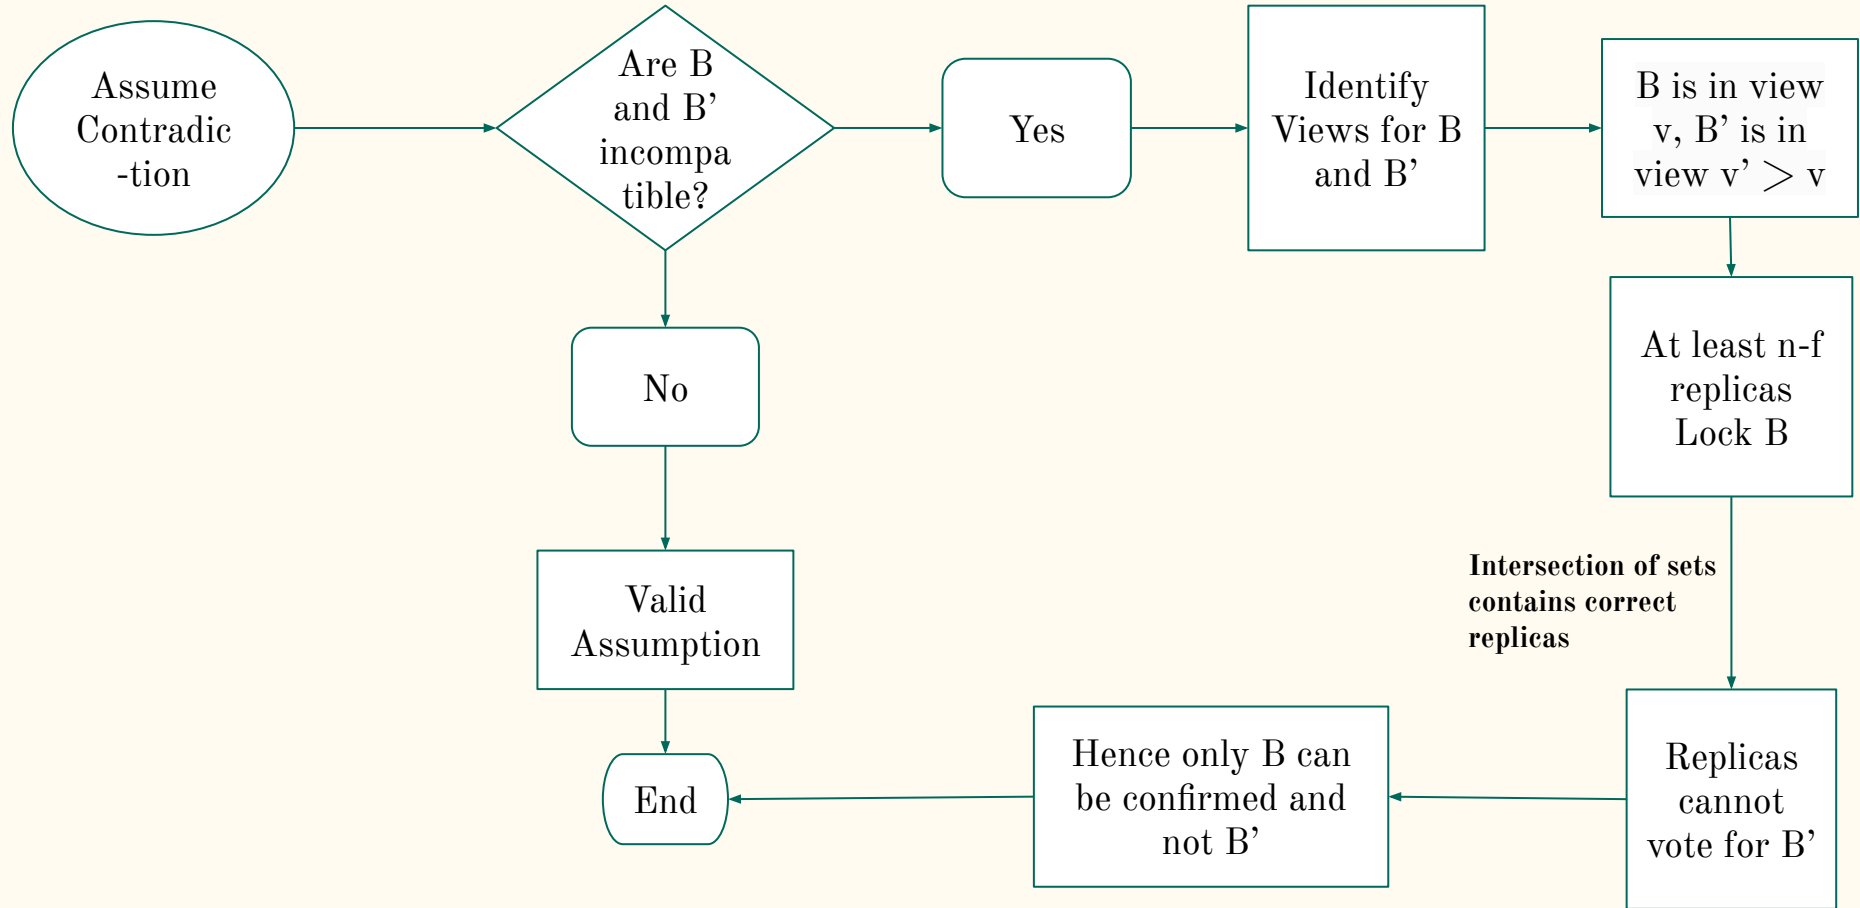 Assume
Contradic
-tion
Are B
and B’
incompa
tible?
Yes
Identify
Views for B
and B’
B is in view
v, B’ is in
view v’ > v
No
At least n-f
replicas
Lock B
Intersection of sets
contains correct
replicas
Valid
Assumption
Replicas
cannot
vote for B’
Hence only B can
be confirmed and
not B’
End